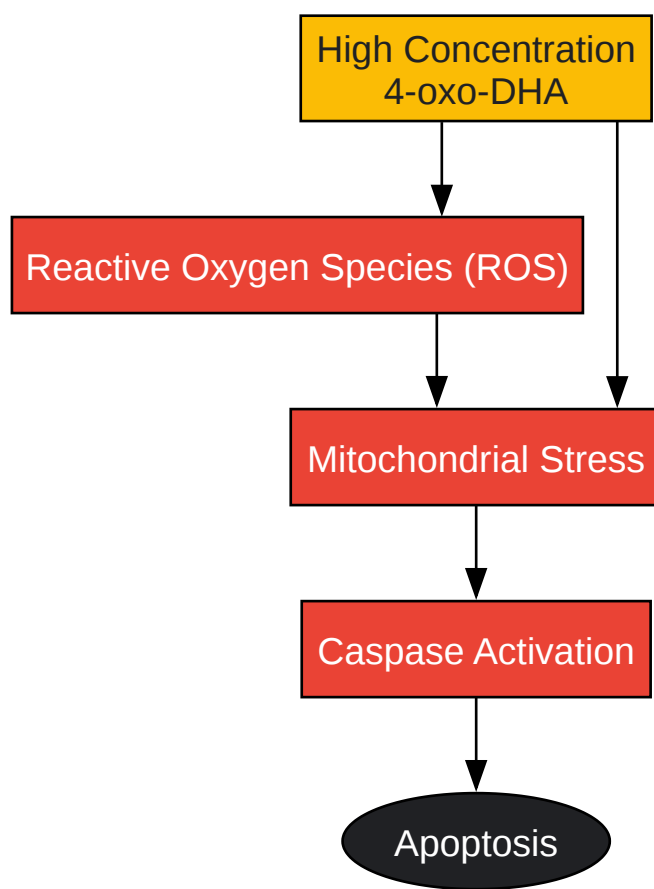 High Concentration
4-oxo-DHA
Reactive Oxygen Species (ROS)
Mitochondrial Stress
Caspase Activation
Apoptosis